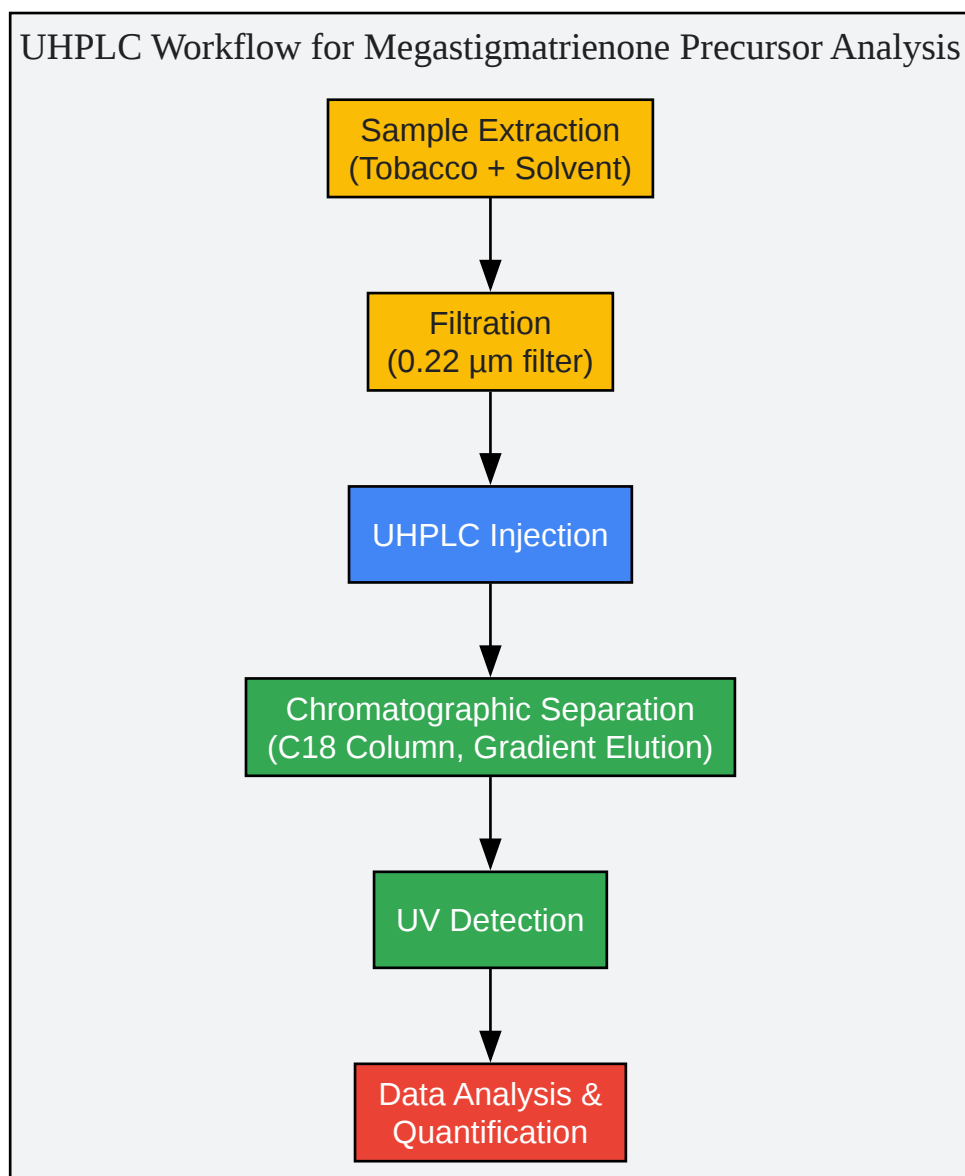 UHPLC Workflow for Megastigmatrienone Precursor Analysis
Sample Extraction
(Tobacco + Solvent)
Filtration
(0.22 µm filter)
UHPLC Injection
Chromatographic Separation
(C18 Column, Gradient Elution)
UV Detection
Data Analysis &
Quantification